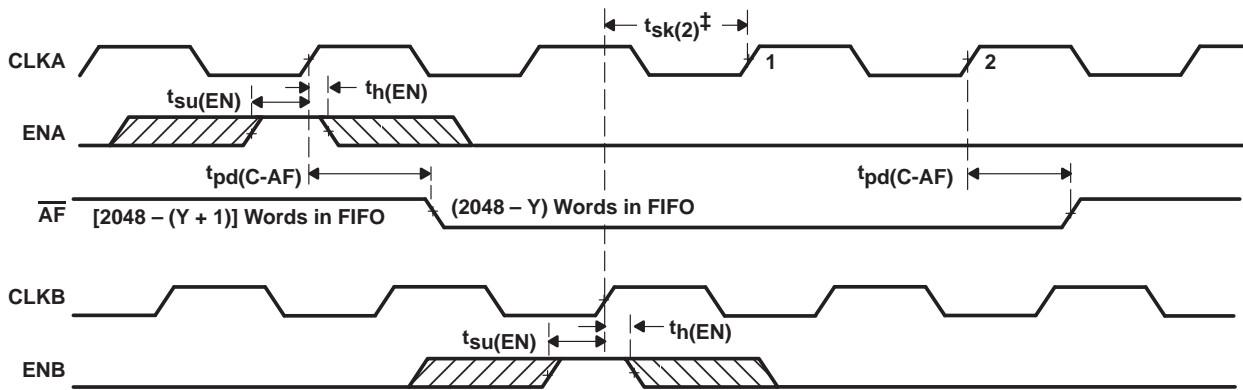 tsk(2)‡
CLKA
1
2
tsu(EN)
th(EN)
ENA
tpd(C-AF)
tpd(C-AF)
AF
[2048 – (Y + 1)] Words in FIFO
(2048 – Y) Words in FIFO
CLKB
tsu(EN)
th(EN)
ENB